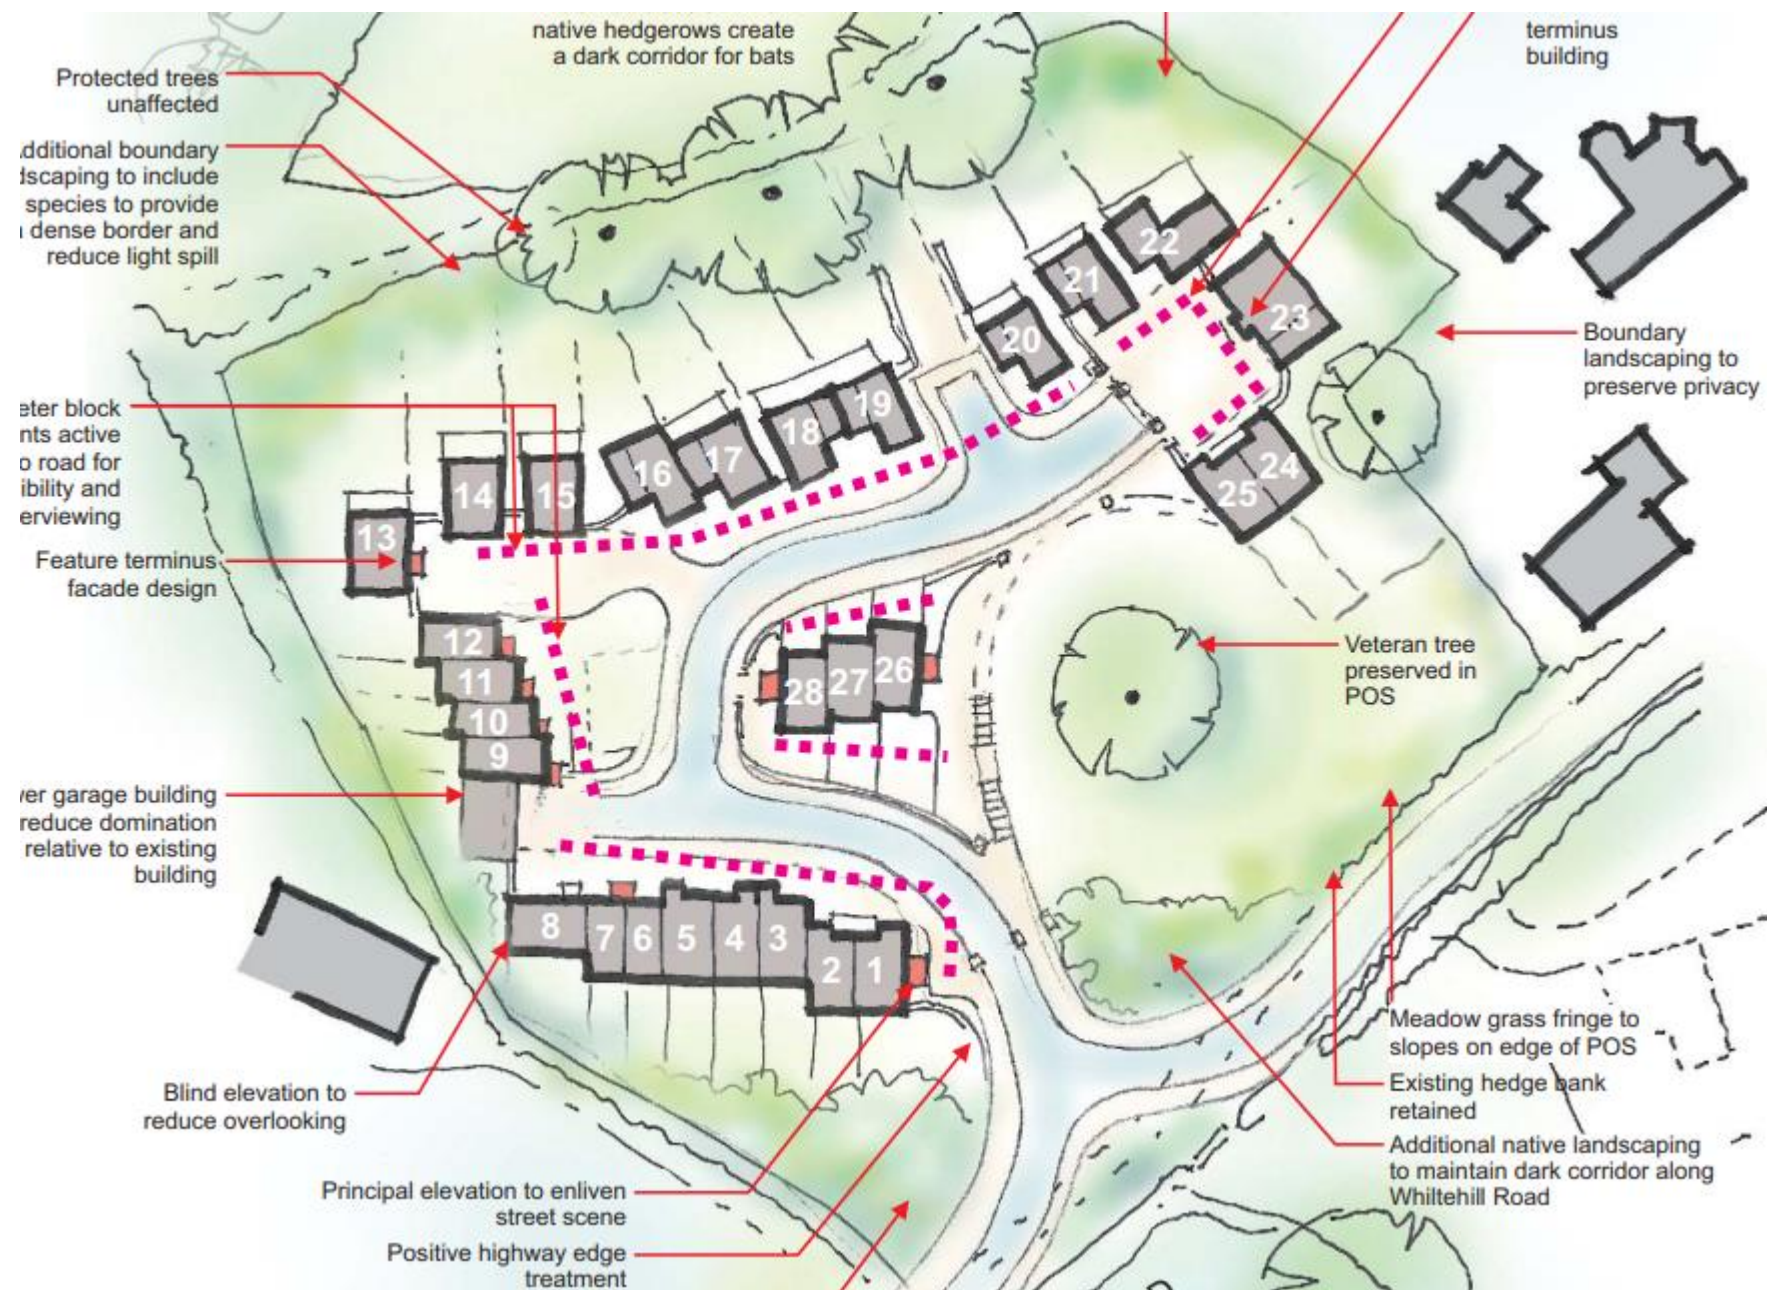 native hedgerows create
a dark corridor for bats
terminus
building
Protected trees
unaffected
dditional boundary
dscaping to include
species to provide
dense border and
reduce light spill
Boundary
landscaping to
preserve privacy
eter block
nts active
o road for
ibility and
erviewing
Feature terminus
facade design
Veteran tree
preserved in
POS
ver garage building
reduce domination
relative to existing
building
Blind elevation to
reduce overlooking
Principal elevation to enliven
street scene
Positive highway edge
treatment
Meadow grass fringe to
slopes on edge of POS
Existing hedge bank
retained
Additional native landscaping
to maintain dark corridor along
Whiltehill Road
22
21
23
20
19
18
17
16
15
14
13
24
25
12
11
10
9
28
27
26
8
7
6
5
4
3
2
1